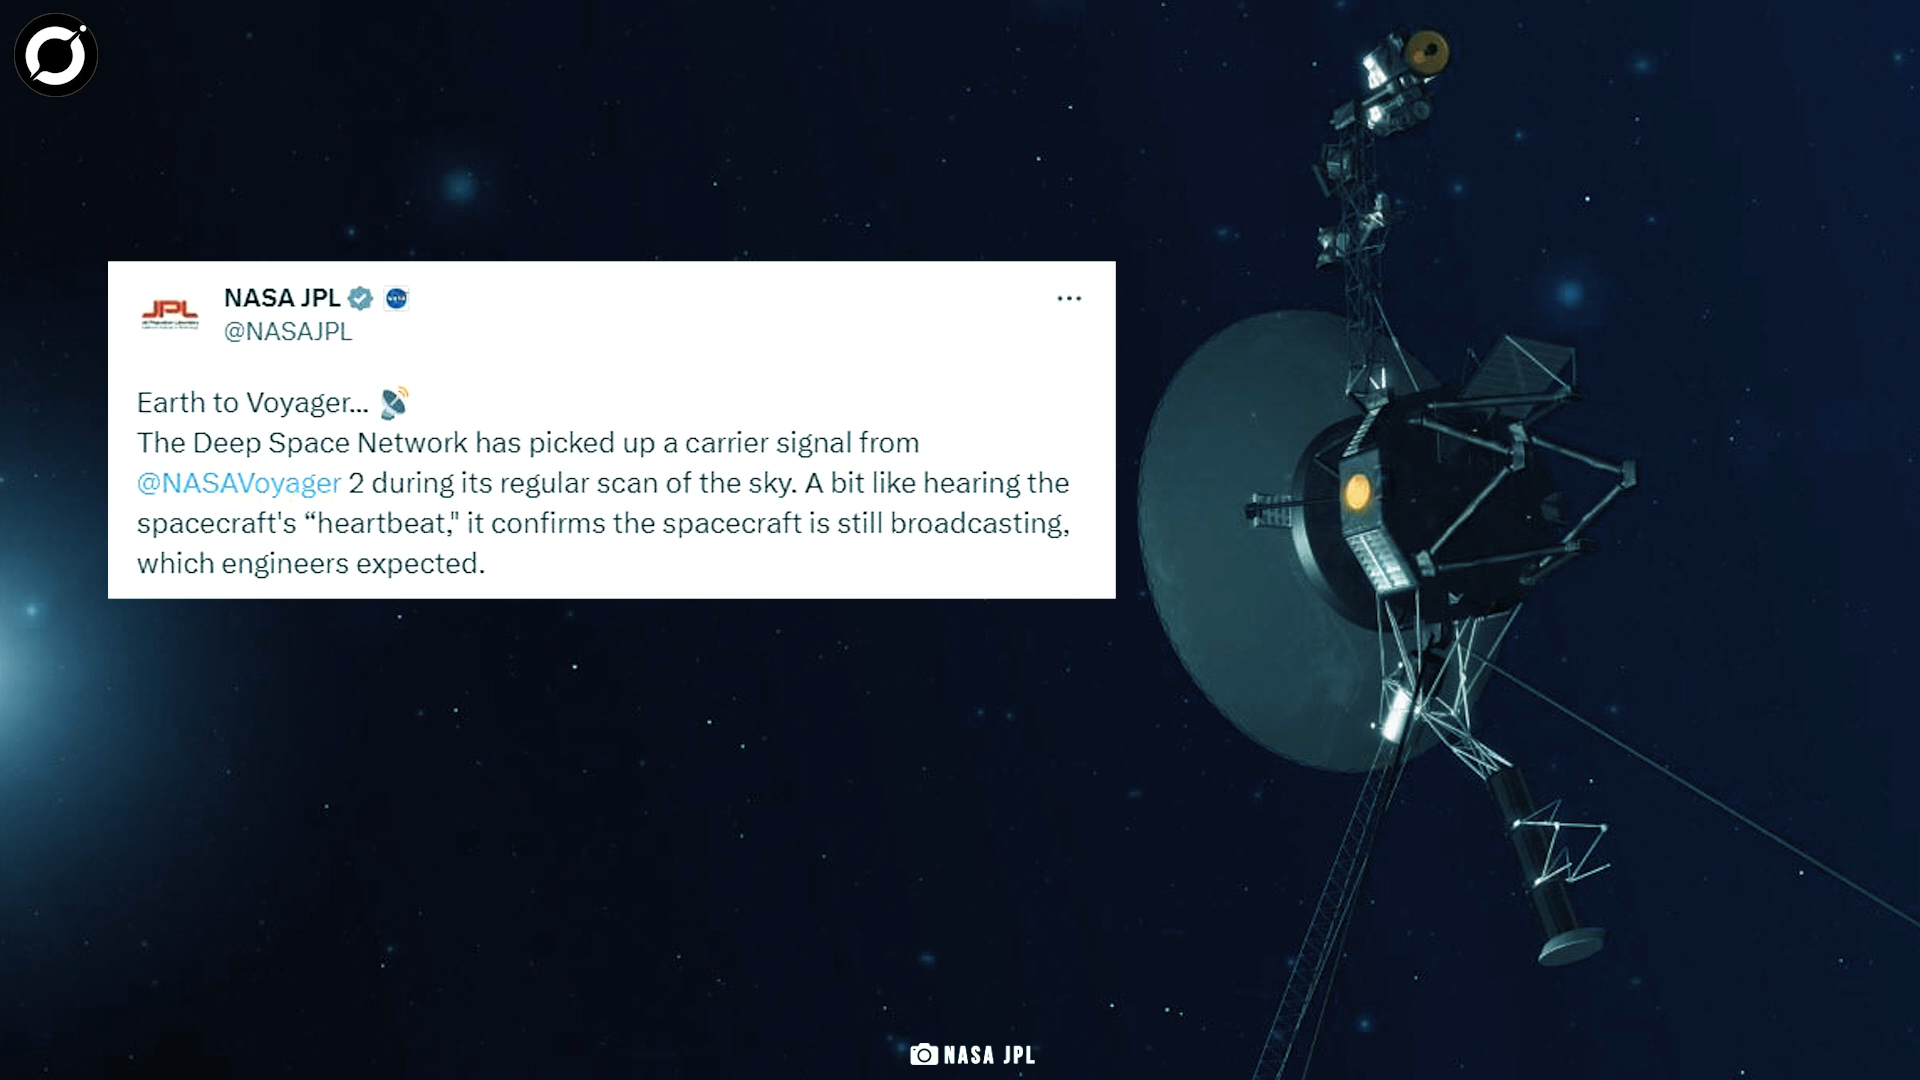 NASA JPL
@NASAJPL
Earth to Voyager...
The Deep Space Network has picked up a carrier signal from
@NASAVoyager 2 during its regular scan of the sky. A bit like hearing the
spacecraft's “heartbeat," it confirms the spacecraft is still broadcasting,
which engineers expected.
JPL
NASA JPL